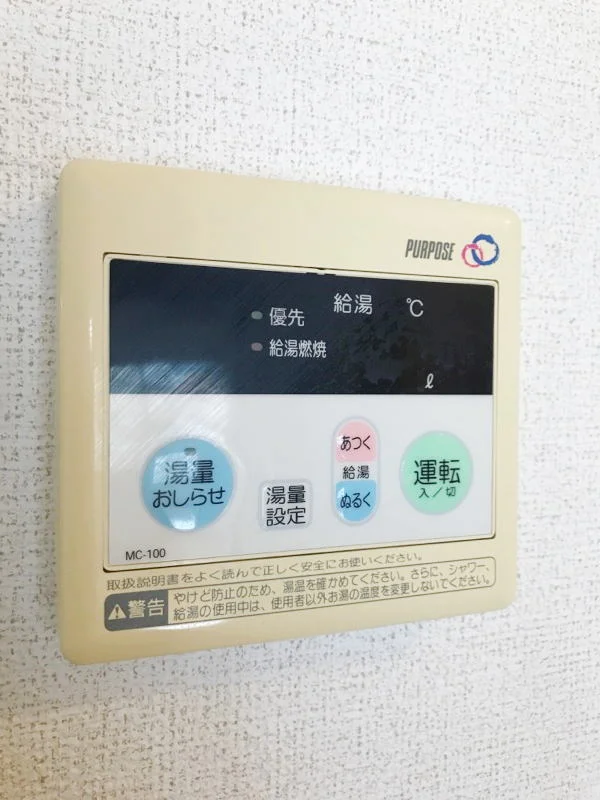 PURPOSE
給湯 ℃
優先
給湯燃焼
ℓ
湯量
おしらせ
湯量
設定
あつく
給湯
ぬるく
運転
入/切
MC-100
取扱説明書をよく読んで正しく安全にお使いください。
警告
やけど防止のため、湯温を確かめてください。さらに、シャワー、
給湯の使用中は、使用者以外お湯の温度を変更しないでください。